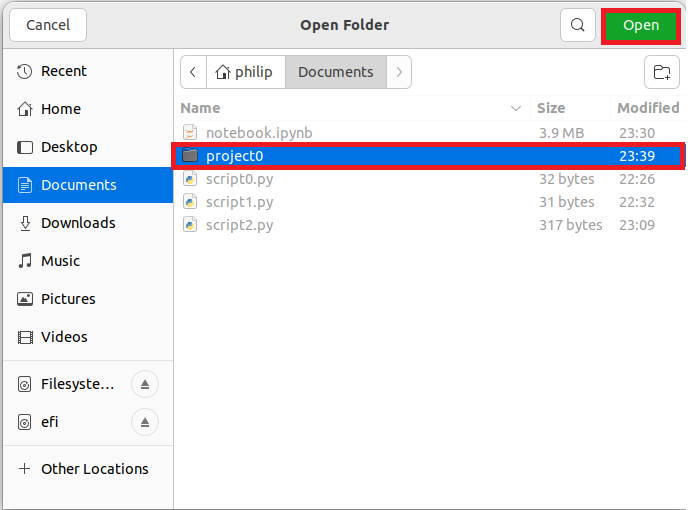 Cancel Open Folder Open
philip Documents
Name Size Modified
notebook.ipynb 3.9 MB 23:30
project0 23:39
script0.py 32 bytes 22:26
script1.py 31 bytes 22:32
script2.py 317 bytes 23:09
Recent
Home
Desktop
Documents
Downloads
Music
Pictures
Videos
Filesyste...
efi
Other Locations